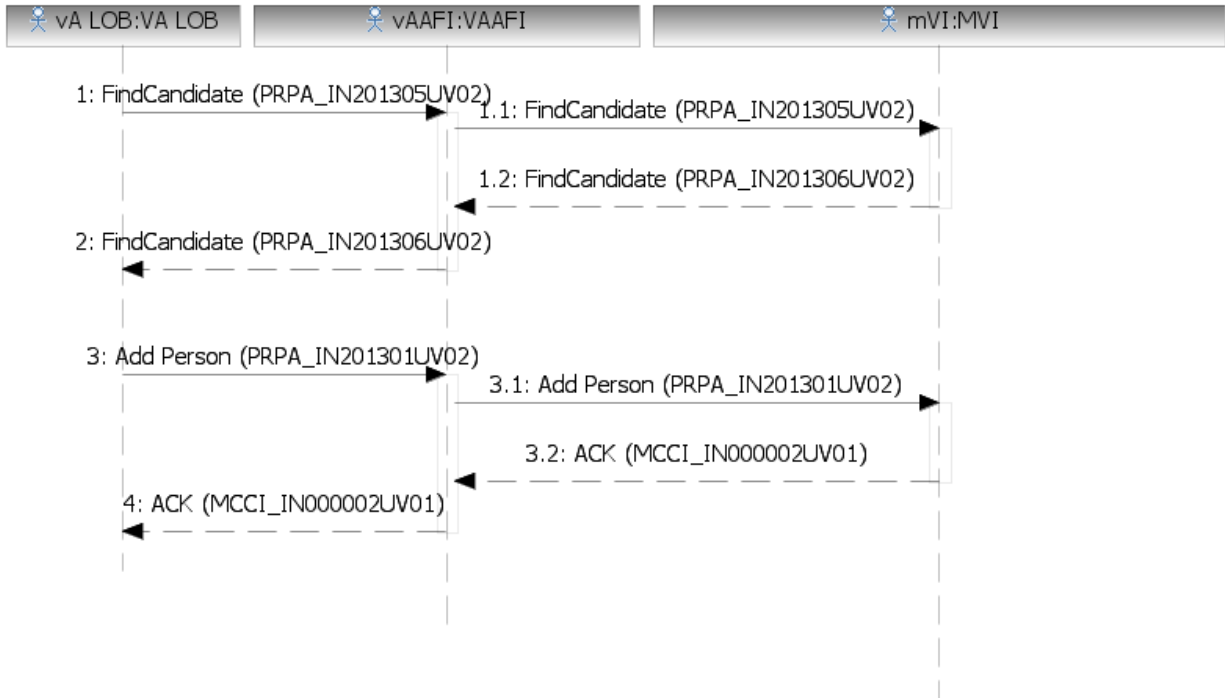 vA LOB:VA LOB
vAAFI:VAAFI
mVI:MVI
1: FindCandidate (PRPA_IN201305UV02)
1.1: FindCandidate (PRPA_IN201305UV02)
1.2: FindCandidate (PRPA_IN201306UV02)
2: FindCandidate (PRPA_IN201306UV02)
3: Add Person (PRPA_IN201301UV02)
3.1: Add Person (PRPA_IN201301UV02)
3.2: ACK (MCCI_IN000002UV01)
4: ACK (MCCI_IN000002UV01)